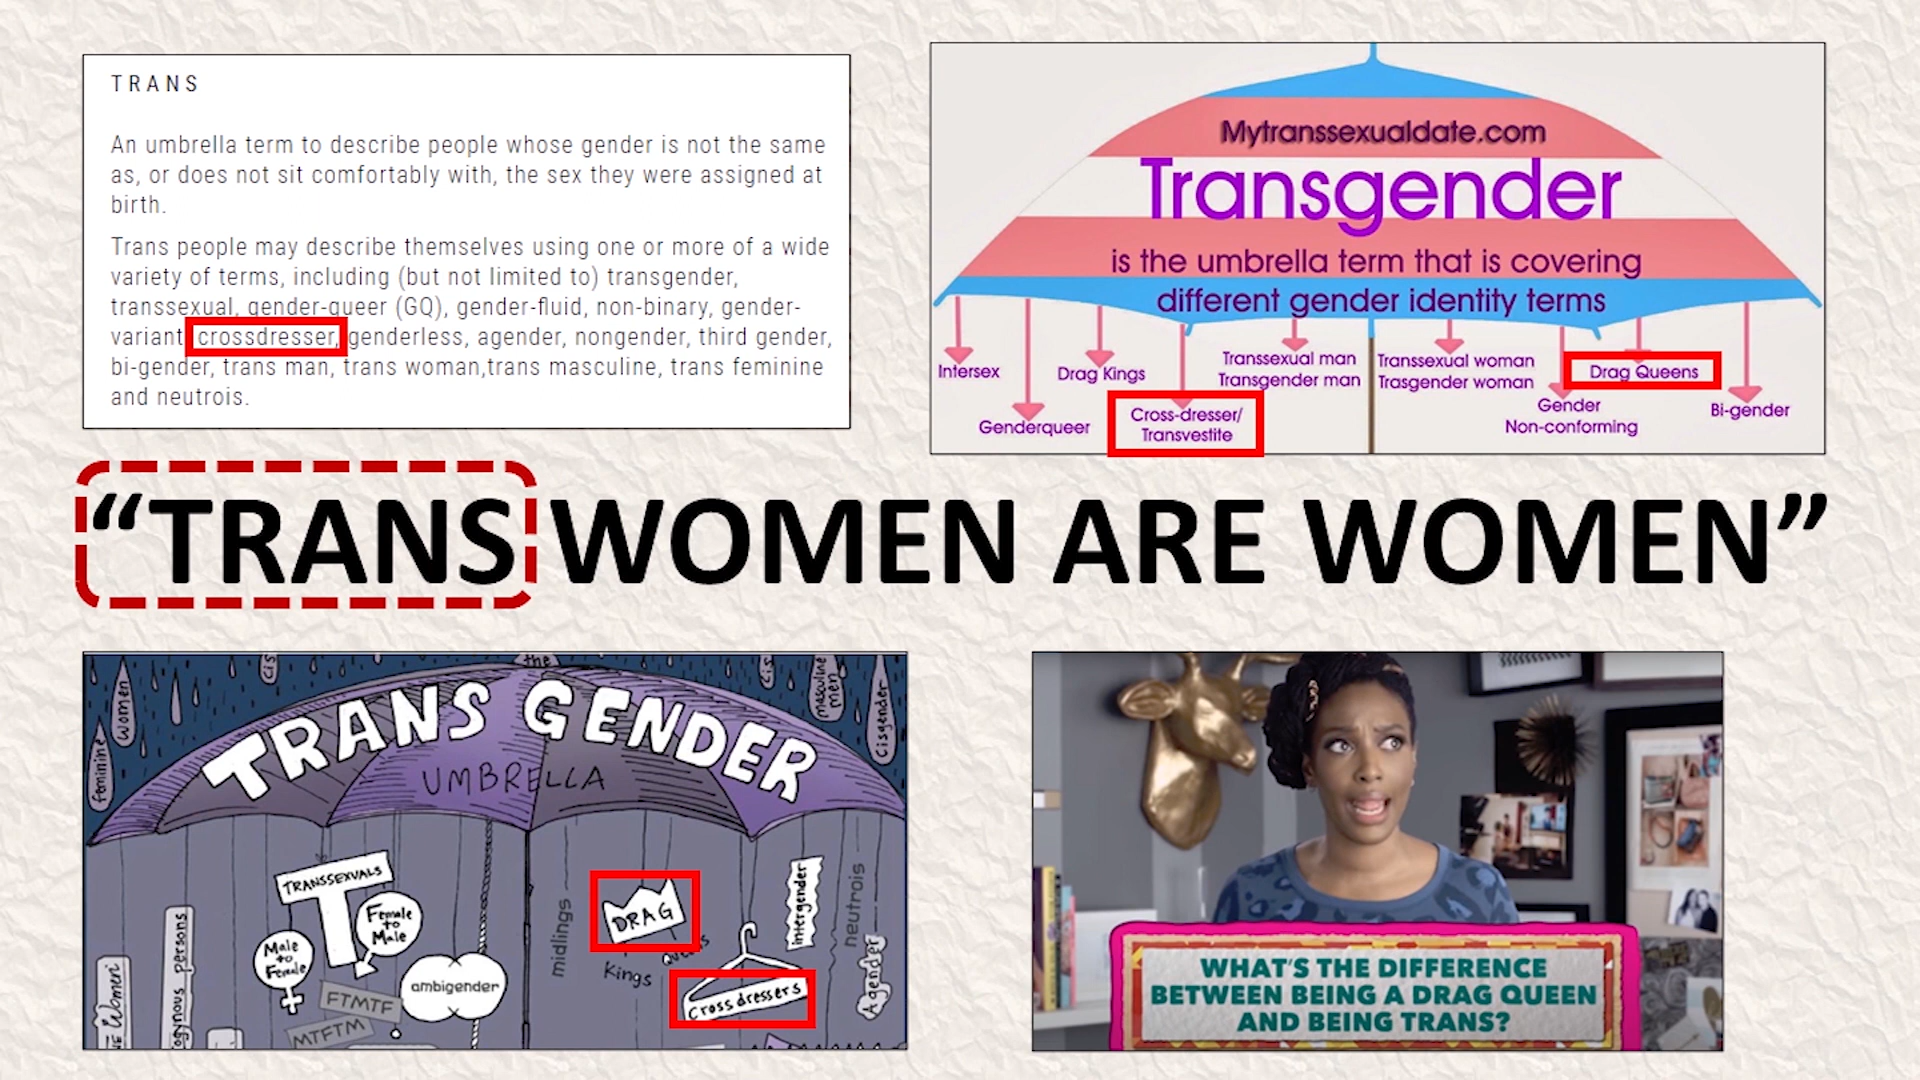 TRANS
An umbrella term to describe people whose gender is not the same
as, or does not sit comfortably with, the sex they were assigned at
birth.
Trans people may describe themselves using one or more of a wide
variety of terms, including (but not limited to) transgender,
transsexual, gender-queer (GQ), gender-fluid, non-binary, gender-
variant, crossdresser, genderless, agender, nongender, third gender,
bi-gender, trans man, trans woman,trans masculine, trans feminine
and neutrois.
Mytranssexualdate.com
Transgender
is the umbrella term that is covering
different gender identity terms
Intersex
Genderqueer
Drag Kings
Cross-dresser/
Transvestite
Transsexual man
Transgender man
Transsexual woman
Trasgender woman
Gender
Non-conforming
Drag Queens
Bi-gender
“TRANS WOMEN ARE WOMEN”
feminine
women
cis
the
cis
masculine
men
Cisgender
TRANS GENDER
UMBRELLA
TRANSSEXUALS
T
Male
to
Female
Female
to
Male
FTMTF
MTFTM
ambigender
midlings
DRAG
Kings
Crossdressers
intergender
neutrois
Agender
WHAT'S THE DIFFERENCE
BETWEEN BEING A DRAG QUEEN
AND BEING TRANS?